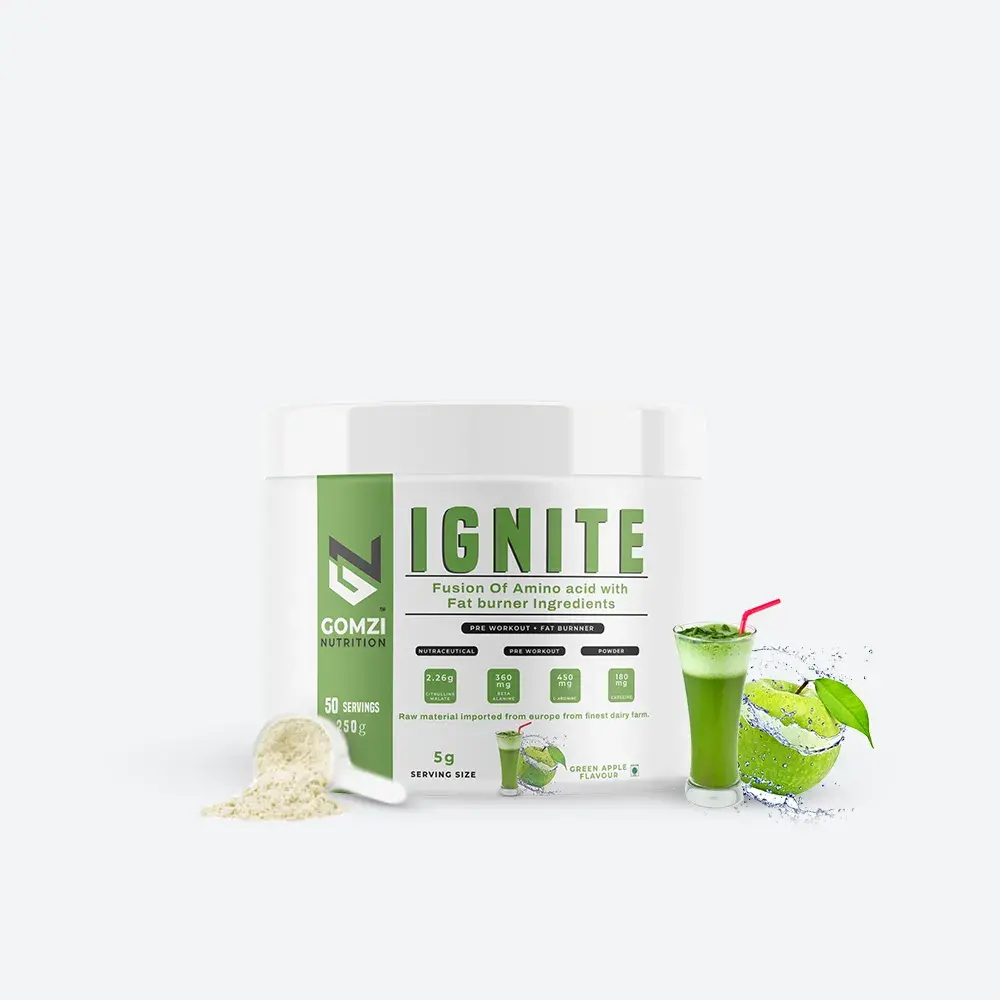 IGNITE
Fusion Of Amino acid with
Fat burner Ingredients
PRE WORKOUT + FAT BURNNER
NUTRACEUTICAL
PRE WORKOUT
POWDER
2.26g
CITRULLINE
MALATE
360
mg
BETA
ALANINE
450
mg
L-ARGININE
180
mg
CAFFEINE
Raw material imported from europe from finest dairy farm.
5g
SERVING SIZE
GREEN APPLE
FLAVOUR
GOMZI
NUTRITION
TM
50 SERVINGS
250g